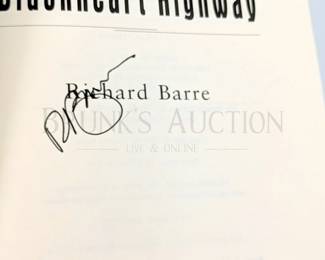 Blackheart Highway
Richard Barre
BRUNK'S AUCTION
LIVE & ONLINE